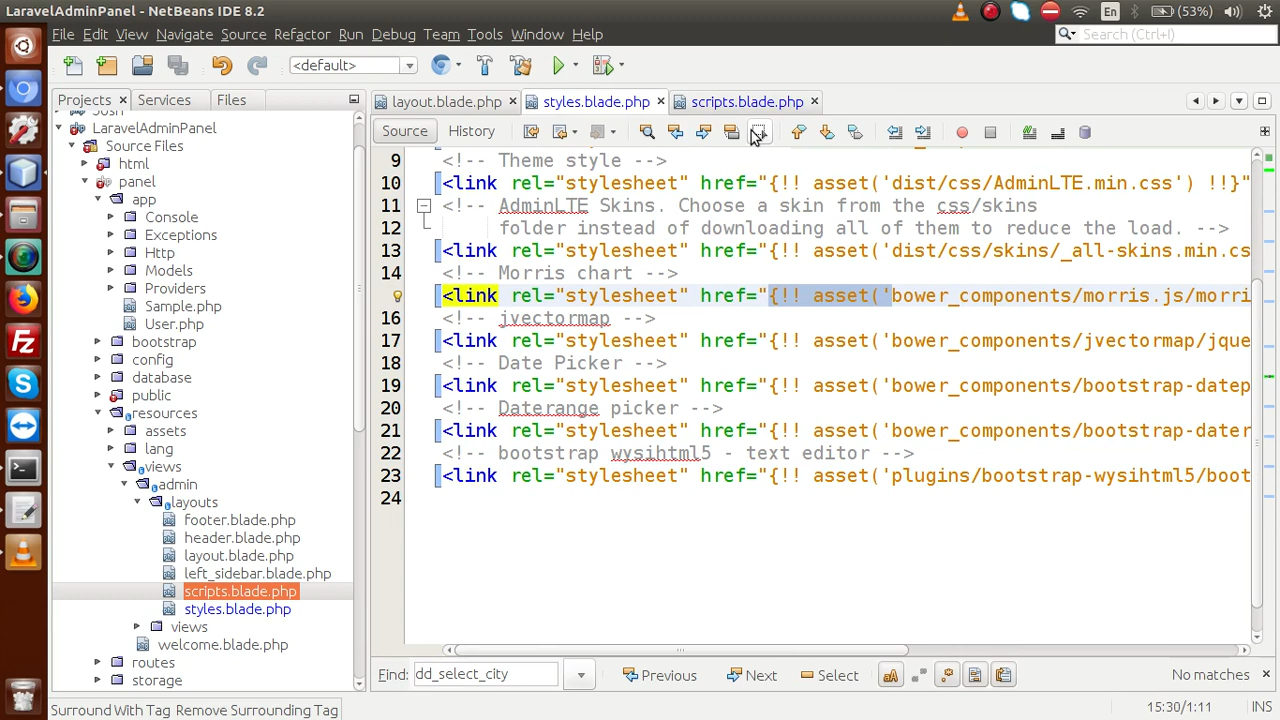 LaravelAdminPanel - NetBeans IDE 8.2
En
(53%)
File Edit View Navigate Source Refactor Run Debug Team Tools Window Help
Search (Ctrl+I)
<default>
Projects
Services
Files
layout.blade.php
styles.blade.php
scripts.blade.php
Source
History
LaravelAdminPanel
Source Files
html
panel
app
Console
Exceptions
Http
Models
Providers
Sample.php
User.php
bootstrap
config
database
public
resources
assets
lang
views
admin
layouts
footer.blade.php
header.blade.php
layout.blade.php
left_sidebar.blade.php
scripts.blade.php
styles.blade.php
views
welcome.blade.php
routes
storage
9 <!-- Theme style -->
10 <link rel="stylesheet" href="{!! asset('dist/css/AdminLTE.min.css') !!}"
11 <!-- AdminLTE Skins. Choose a skin from the css/skins
12 folder instead of downloading all of them to reduce the load. -->
13 <link rel="stylesheet" href="{!! asset('dist/css/skins/_all-skins.min.cs
14 <!-- Morris chart -->
<link rel="stylesheet" href="{!! asset('bower_components/morris.js/morri
16 <!-- jvectormap -->
17 <link rel="stylesheet" href="{!! asset('bower_components/jvectormap/jque
18 <!-- Date Picker -->
19 <link rel="stylesheet" href="{!! asset('bower_components/bootstrap-datep
20 <!-- Daterange picker -->
21 <link rel="stylesheet" href="{!! asset('bower_components/bootstrap-dater
22 <!-- bootstrap wysihtml5 - text editor -->
23 <link rel="stylesheet" href="{!! asset('plugins/bootstrap-wysihtml5/boot
24
Find: dd_select_city
Previous
Next
Select
No matches
Surround With Tag Remove Surrounding Tag
15:30/1:11
INS